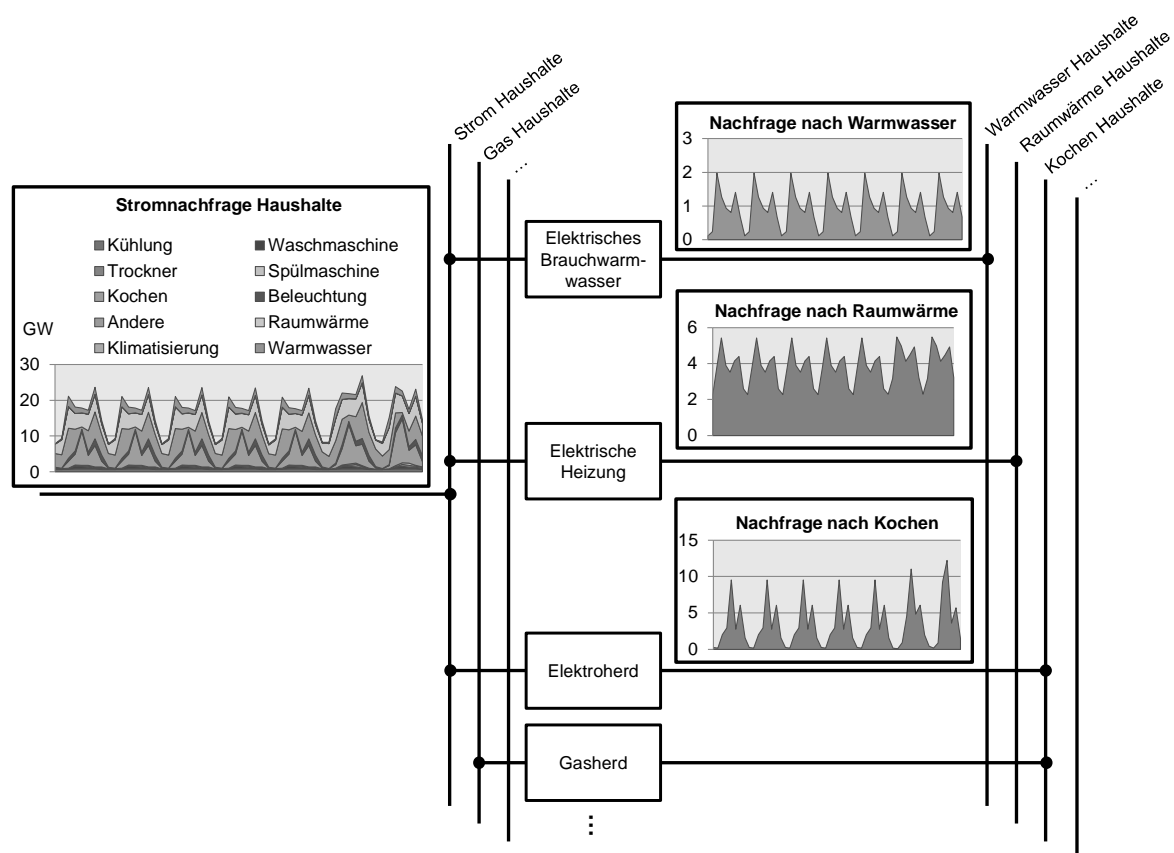 Strom Haushalte
Gas Haushalte
...
Warmwasser Haushalte
Raumwärme Haushalte
Kochen Haushalte
...
Stromnachfrage Haushalte
Kühlung
Waschmaschine
Trockner
Spülmaschine
Kochen
Beleuchtung
Andere
Raumwärme
Klimatisierung
Warmwasser
GW
30
20
10
0
Elektrisches
Brauchwarm-
wasser
Nachfrage nach Warmwasser
3
2
1
0
Nachfrage nach Raumwärme
6
4
2
0
Elektrische
Heizung
Nachfrage nach Kochen
15
10
5
0
Elektroherd
Gasherd
...